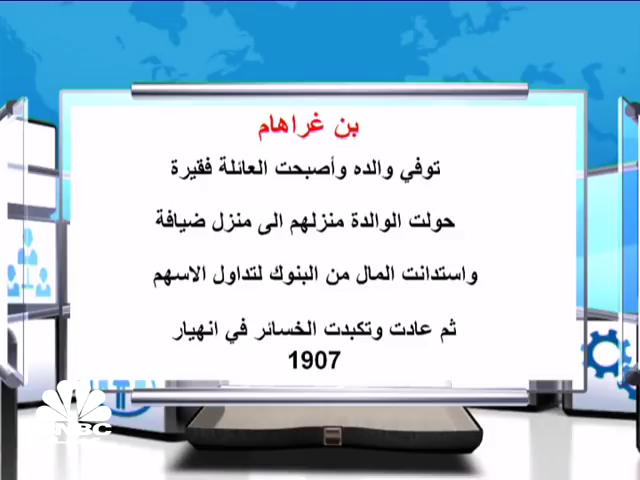 بن غراهام
توفي والده وأصبحت العائلة فقيرة
حولت الوالدة منزلهم الى منزل ضيافة
واستدانت المال من البنوك لتداول الاسهم
ثم عادت وتكبدت الخسائر في انهيار
1907
CNBC